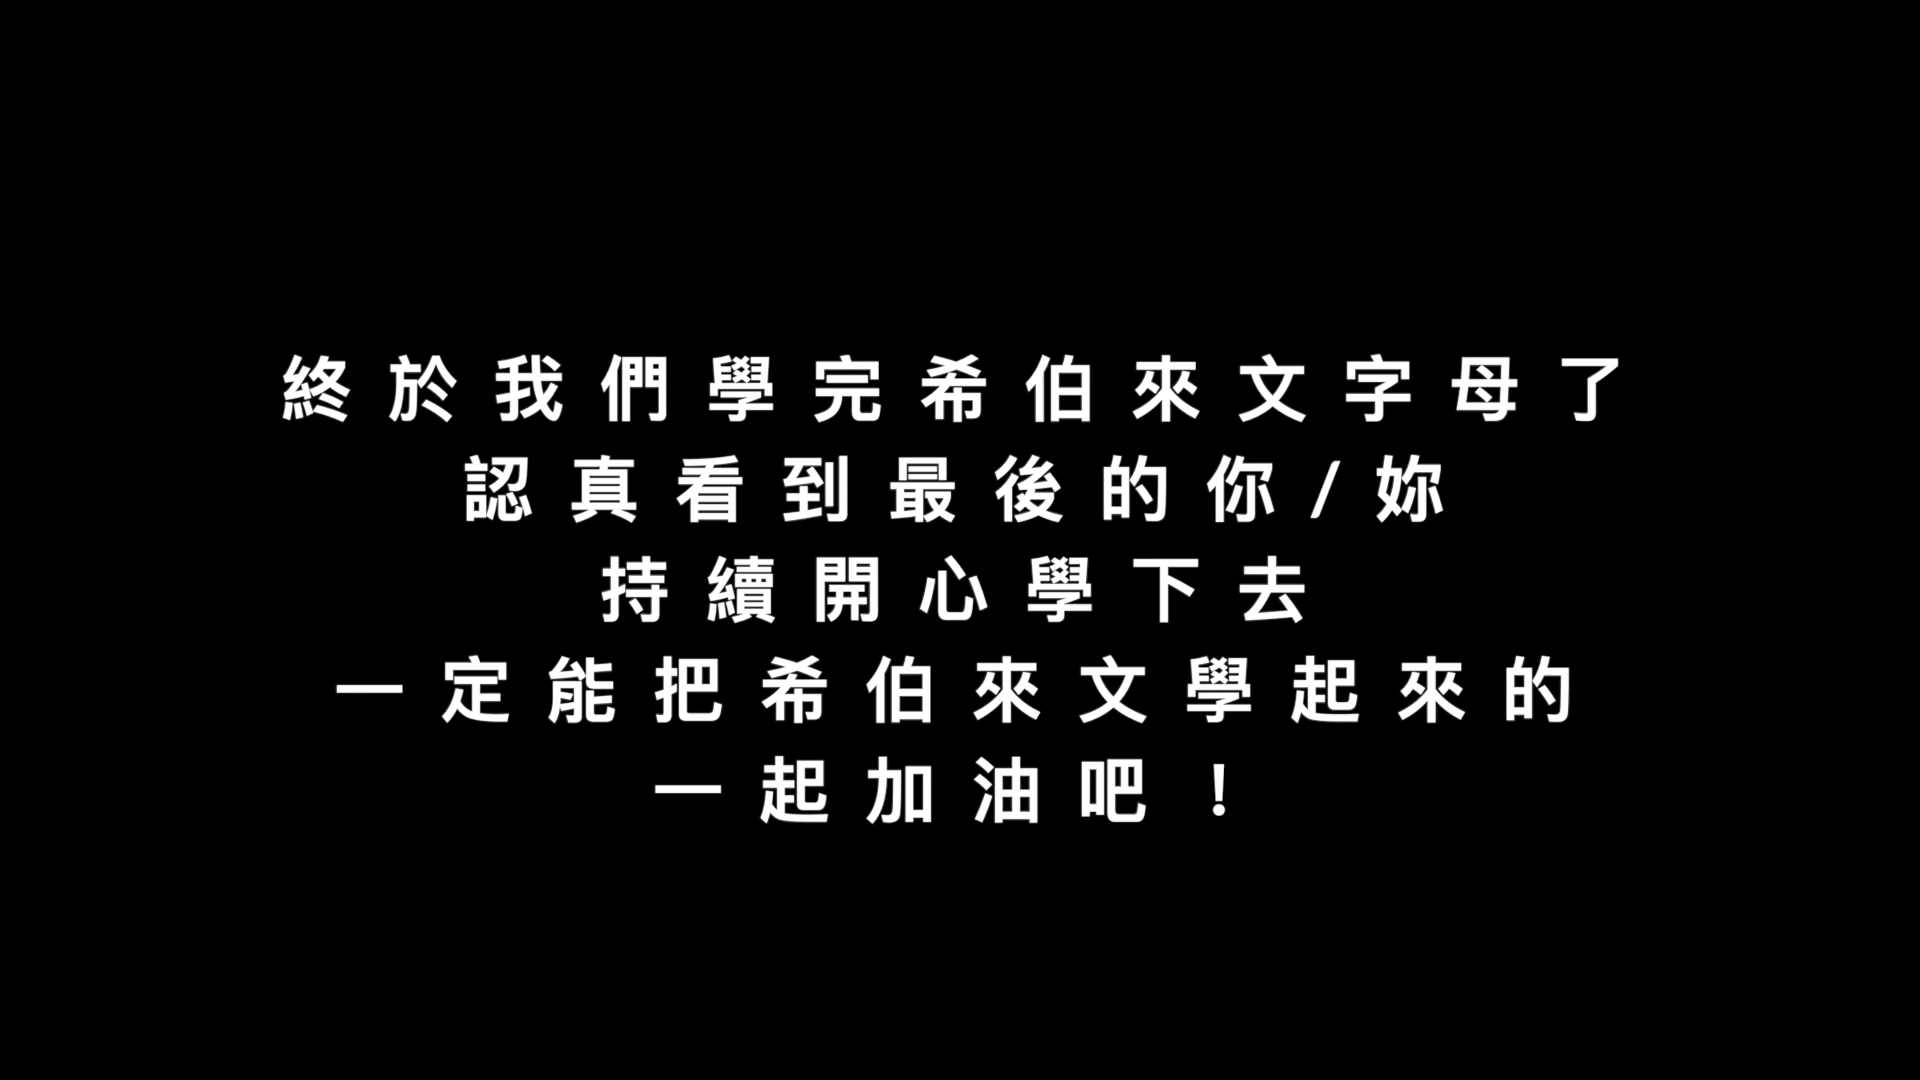 終於我們學完希伯來文字母了
認真看到最後的你/妳
持續開心學下去
一定能把希伯來文學起來的
一起加油吧！